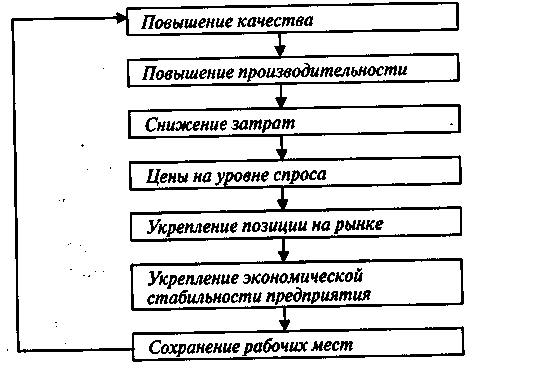 Повышение качества
Повышение производительности
Снижение затрат
Цены на уровне спроса
Укрепление позиции на рынке
Укрепление экономической
стабильности предприятия
Сохранение рабочих мест